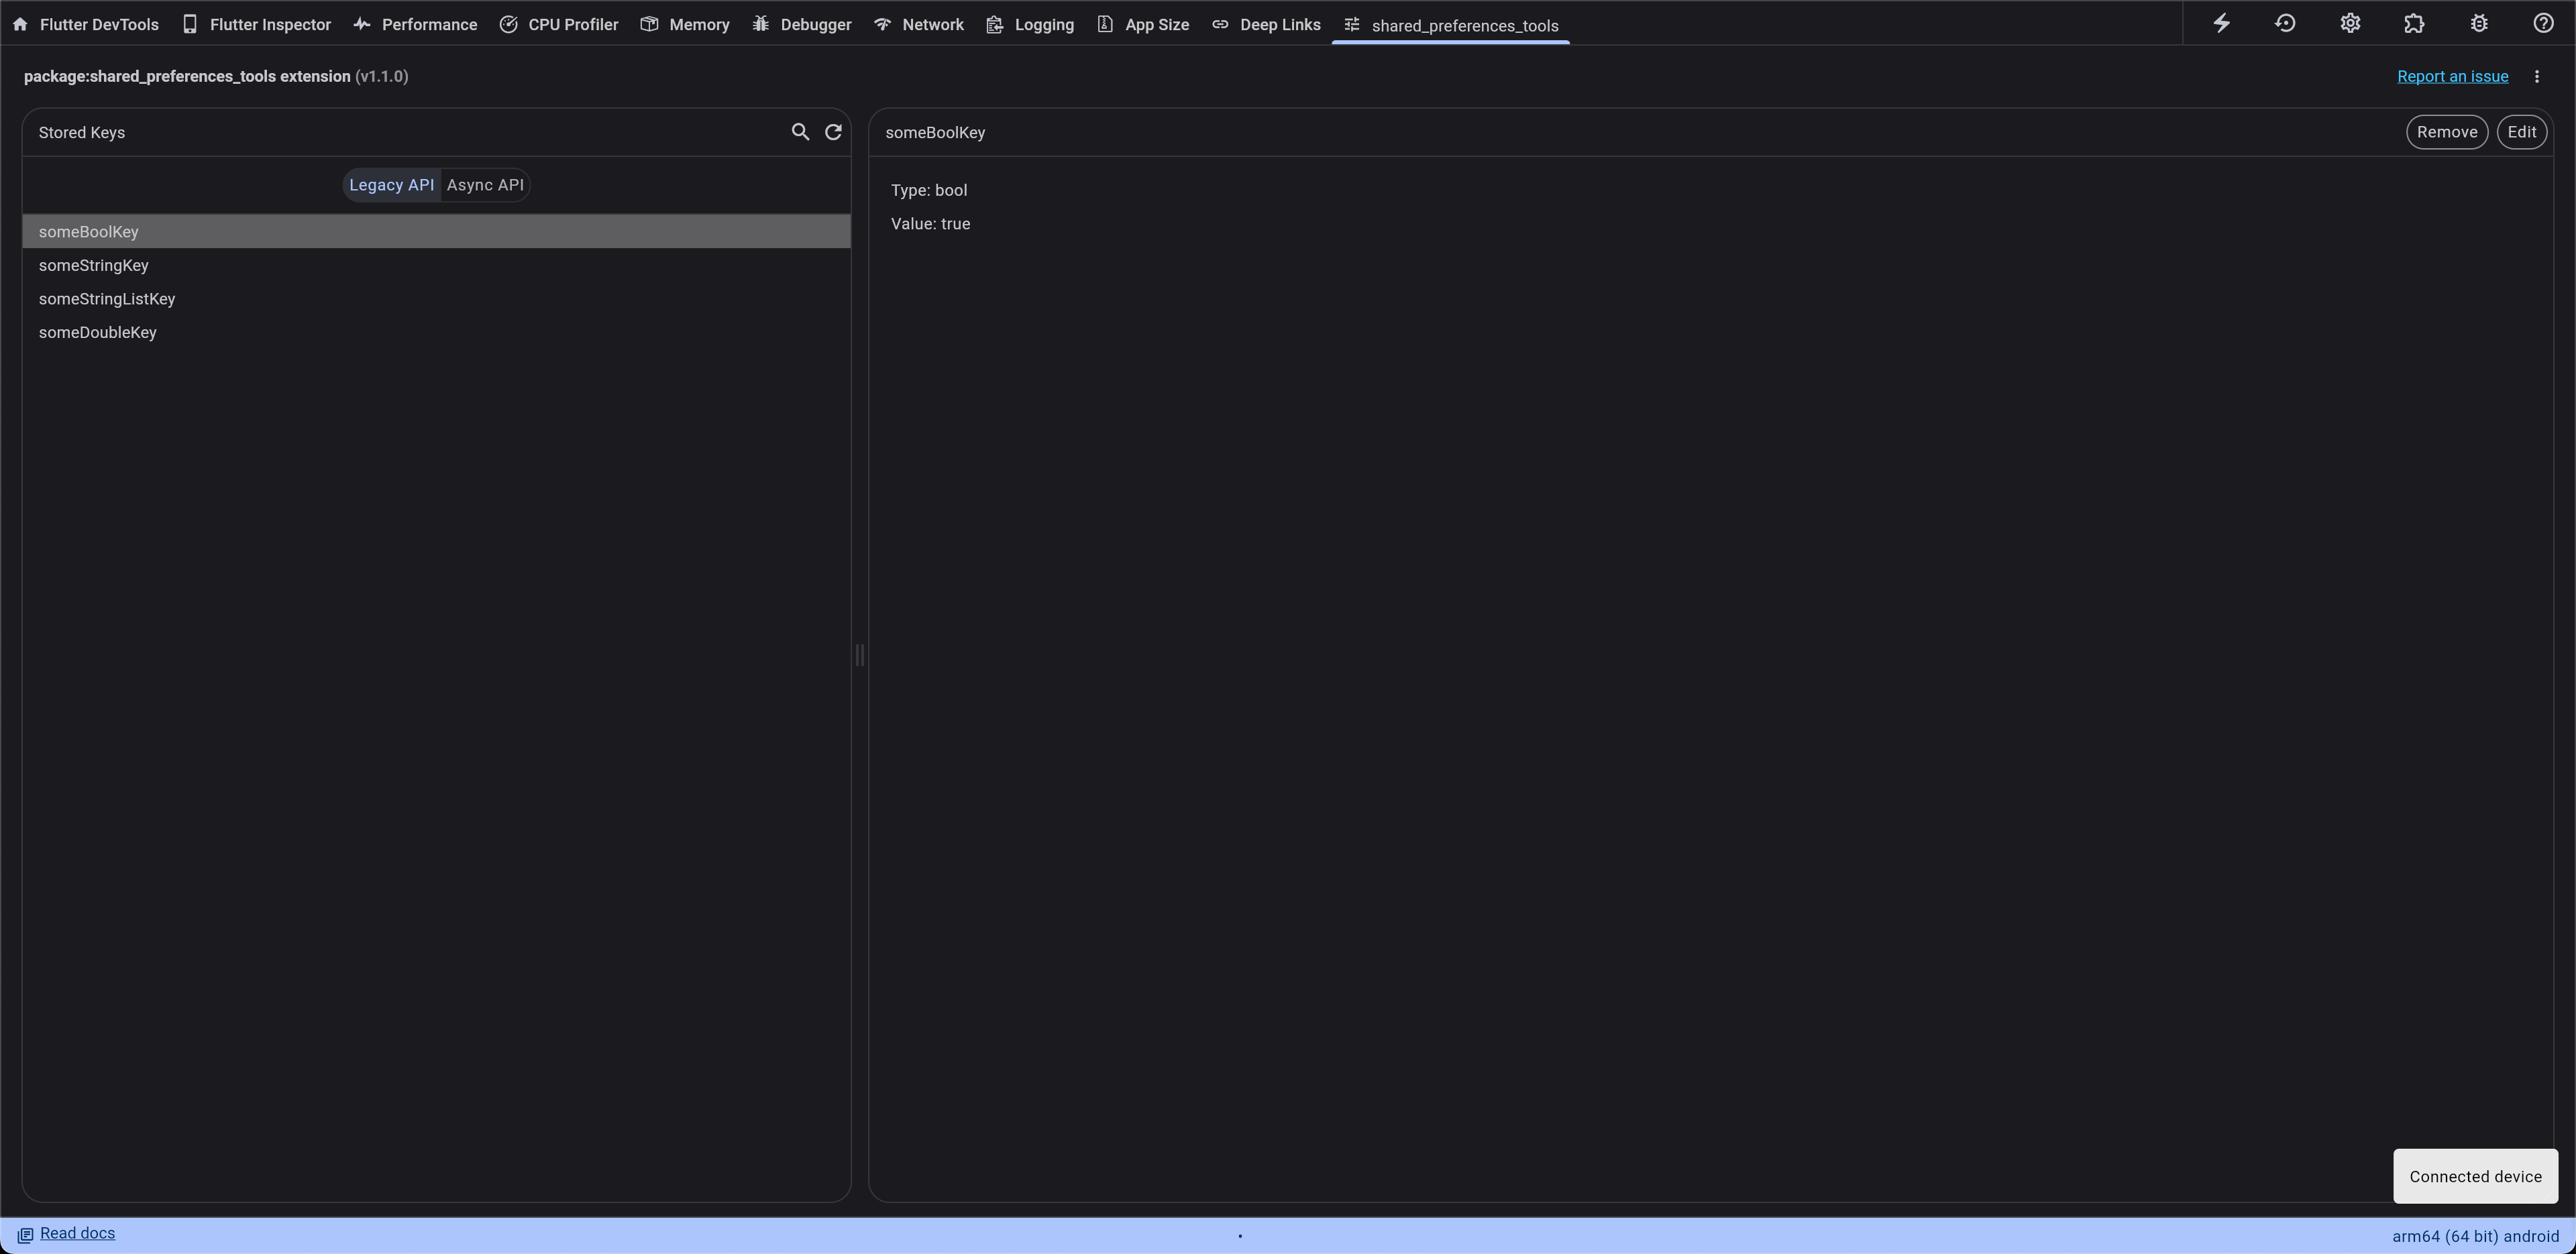 Flutter DevTools Flutter Inspector Performance CPU Profiler Memory Debugger Network Logging App Size Deep Links shared_preferences_tools
package:shared_preferences_tools extension (v1.1.0) Report an issue
Stored Keys
Legacy API Async API
someBoolKey
someStringKey
someStringListKey
someDoubleKey
someBoolKey Remove Edit
Type: bool
Value: true
Connected device
Read docs arm64 (64 bit) android